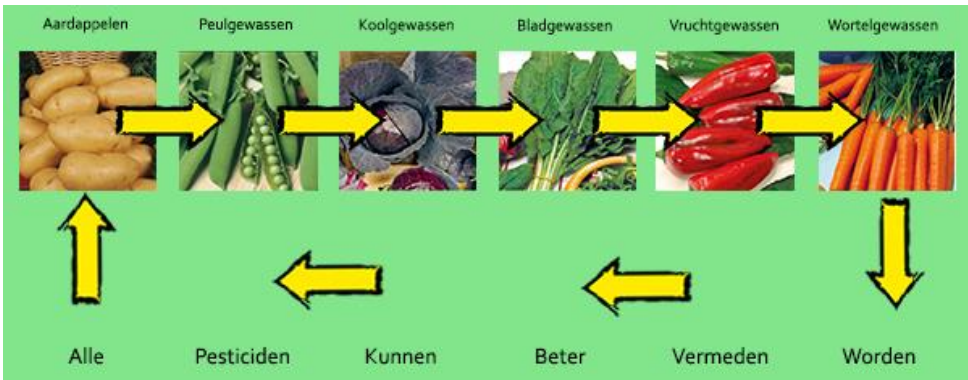 Aardappelen Peulgewassen Koolgewassen Bladgewassen Vruchtgewassen Wortelgewassen
Alle Pesticiden Kunnen Beter Vermeden Worden